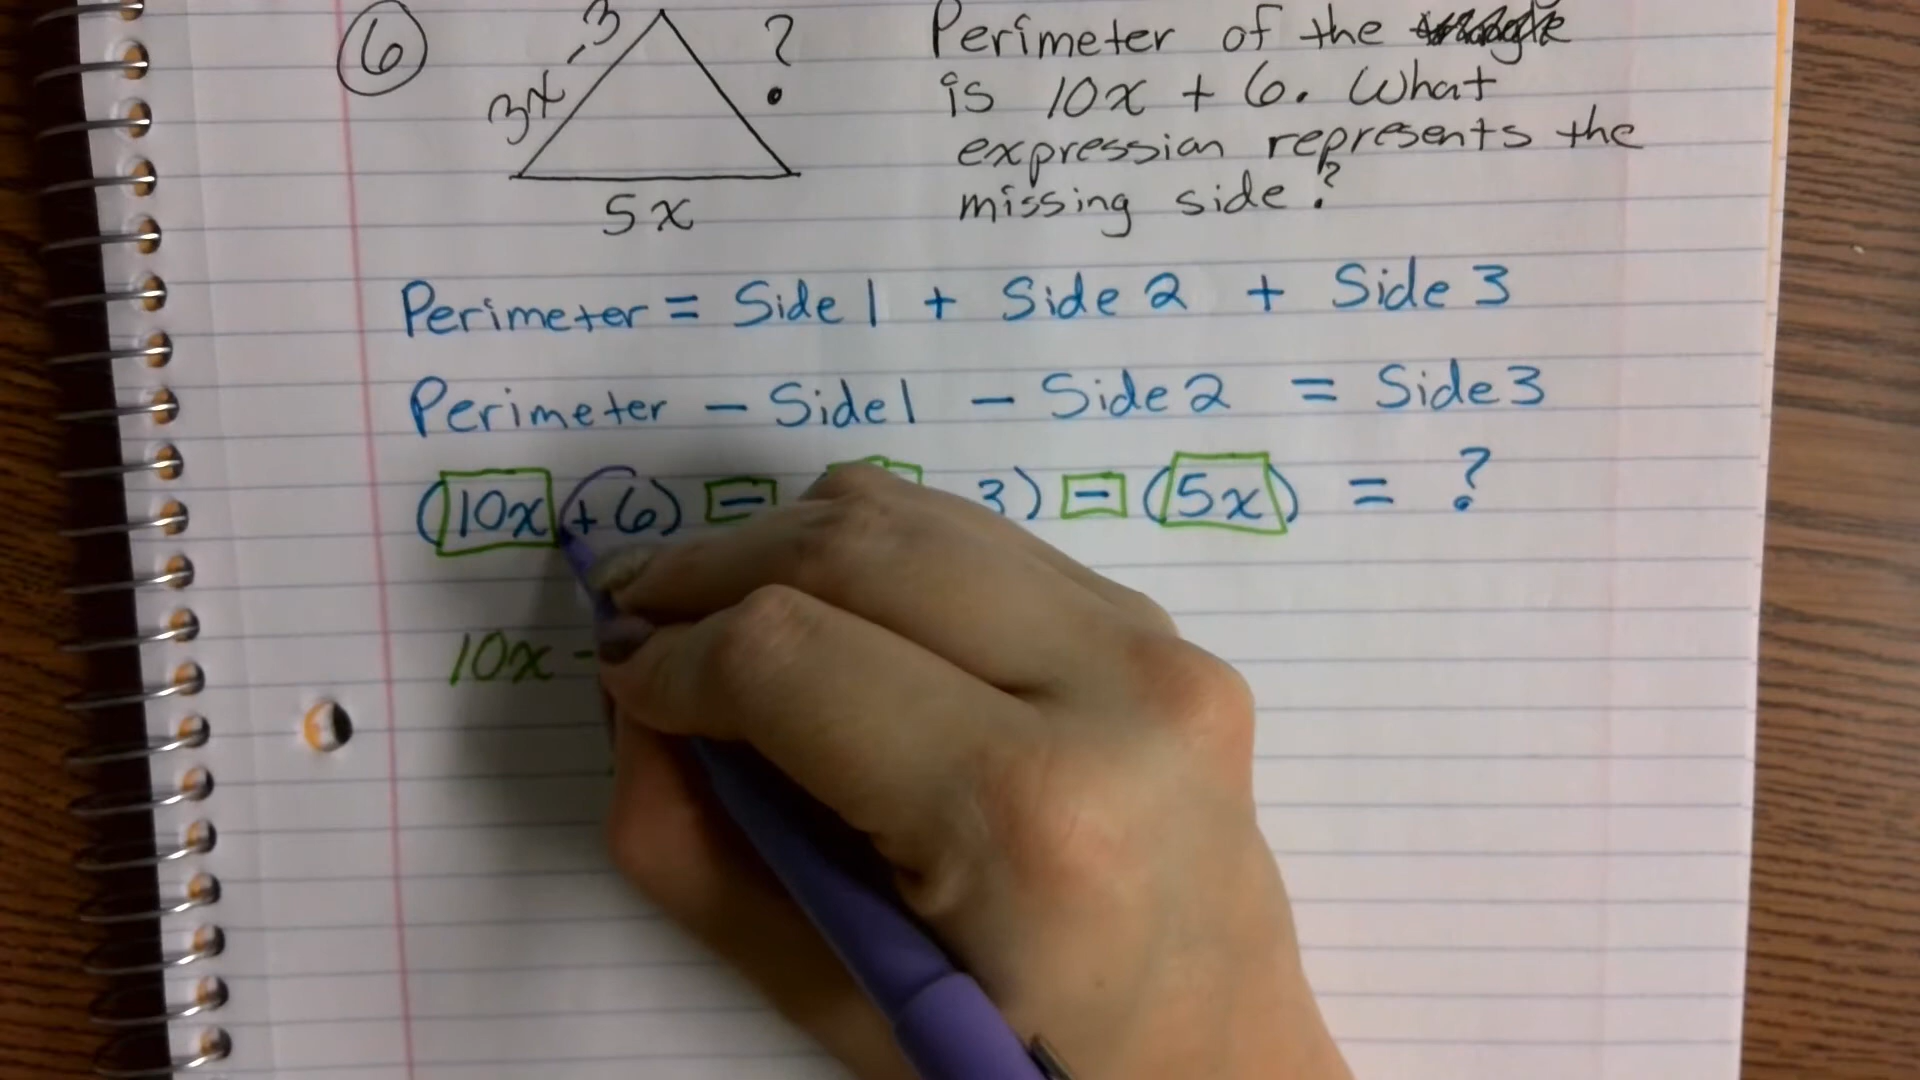 6
3x - 3
?
5x
Perimeter of the
is 10x + 6. What
expression represents the
missing side?
Perimeter = Side 1 + Side 2 + Side 3
Perimeter - Side 1 - Side 2 = Side 3
(10x + 6) - 3) - (5x) = ?
10x -